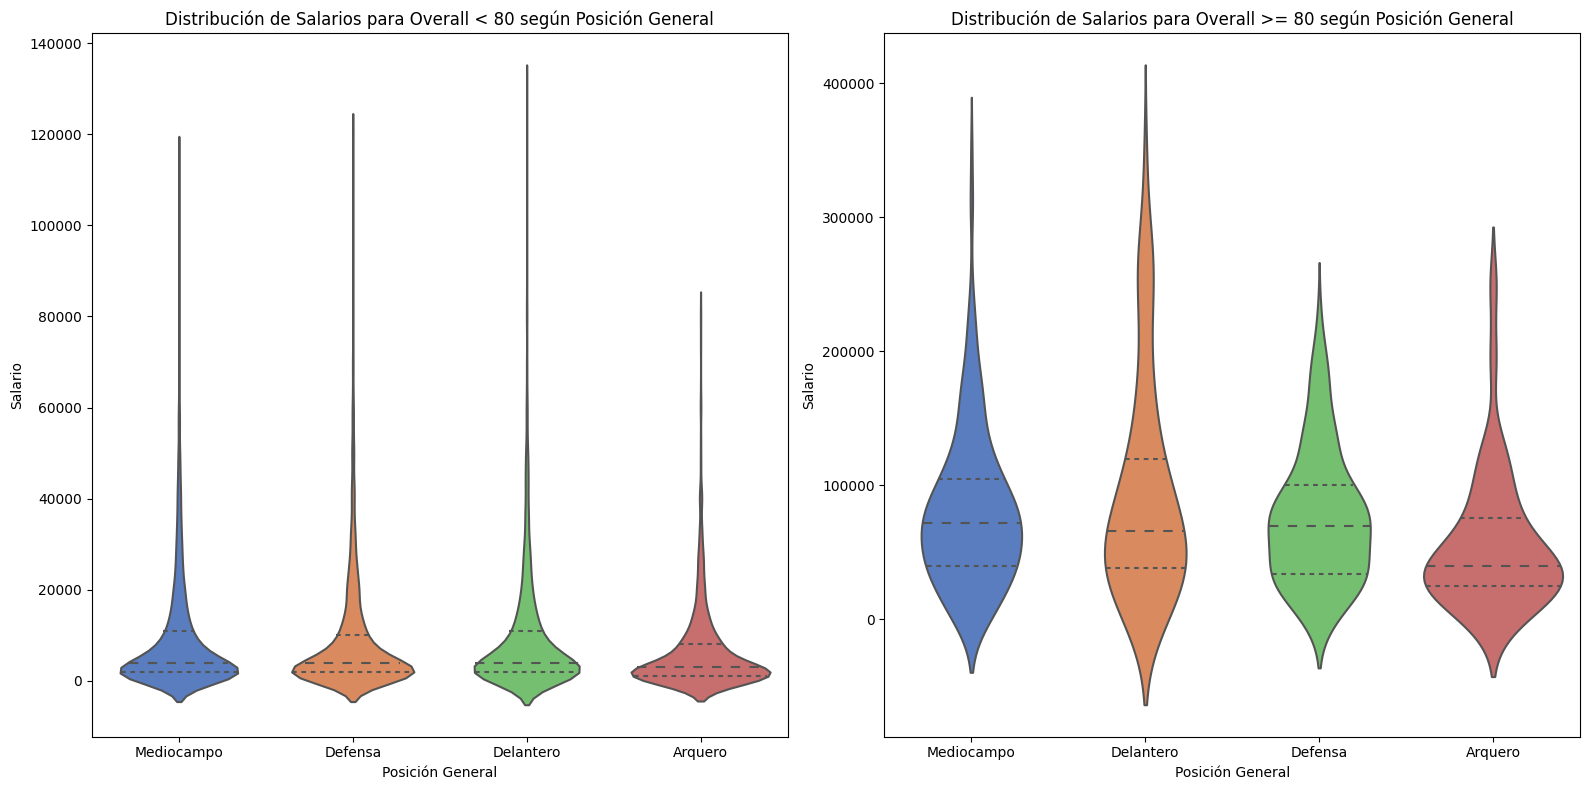 Distribución de Salarios para Overall < 80 según Posición General
140000
120000
100000
80000
60000
40000
20000
0
Salario
Mediocampo
Defensa
Delantero
Arquero
Posición General
Distribución de Salarios para Overall >= 80 según Posición General
400000
300000
200000
100000
0
Salario
Mediocampo
Delantero
Defensa
Arquero
Posición General